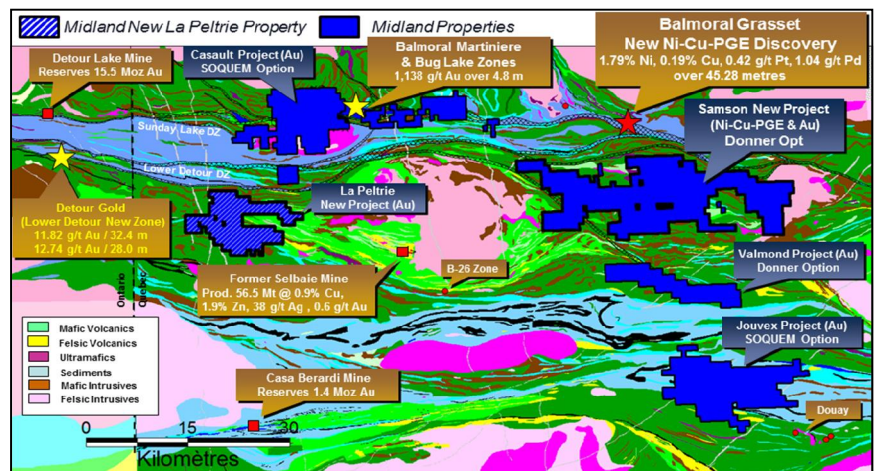 Midland New La Peltrie Property
Midland Properties
Detour Lake Mine
Reserves 15.5 Moz Au
Casault Project (Au)
SOQUEM Option
Balmoral Martiniere
& Bug Lake Zones
1,138 g/t Au over 4.8 m
Balmoral Grasset
New Ni-Cu-PGE Discovery
1.79% Ni, 0.19% Cu, 0.42 g/t Pt, 1.04 g/t Pd
over 45.28 metres
Samson New Project
(Ni-Cu-PGE & Au)
Donner Opt
Sunday Lake DZ
Lower Detour DZ
Detour Gold
(Lower Detour New Zone)
11.82 g/t Au / 32.4 m
12.74 g/t Au / 28.0 m
La Peltrie
New Project (Au)
Former Selbaie Mine
Prod. 56.5 Mt @ 0.9% Cu,
1.9% Zn, 38 g/t Ag , 0.6 g/t Au
B-26 Zone
Valmond Project (Au)
Donner Option
Ontario
Quebec
Jouvex Project (Au)
SOQUEM Option
Mafic Volcanics
Felsic Volcanics
Ultramafics
Sediments
Mafic Intrusives
Felsic Intrusives
Casa Berardi Mine
Reserves 1.4 Moz Au
Douay
0 15 30
Kilomètres